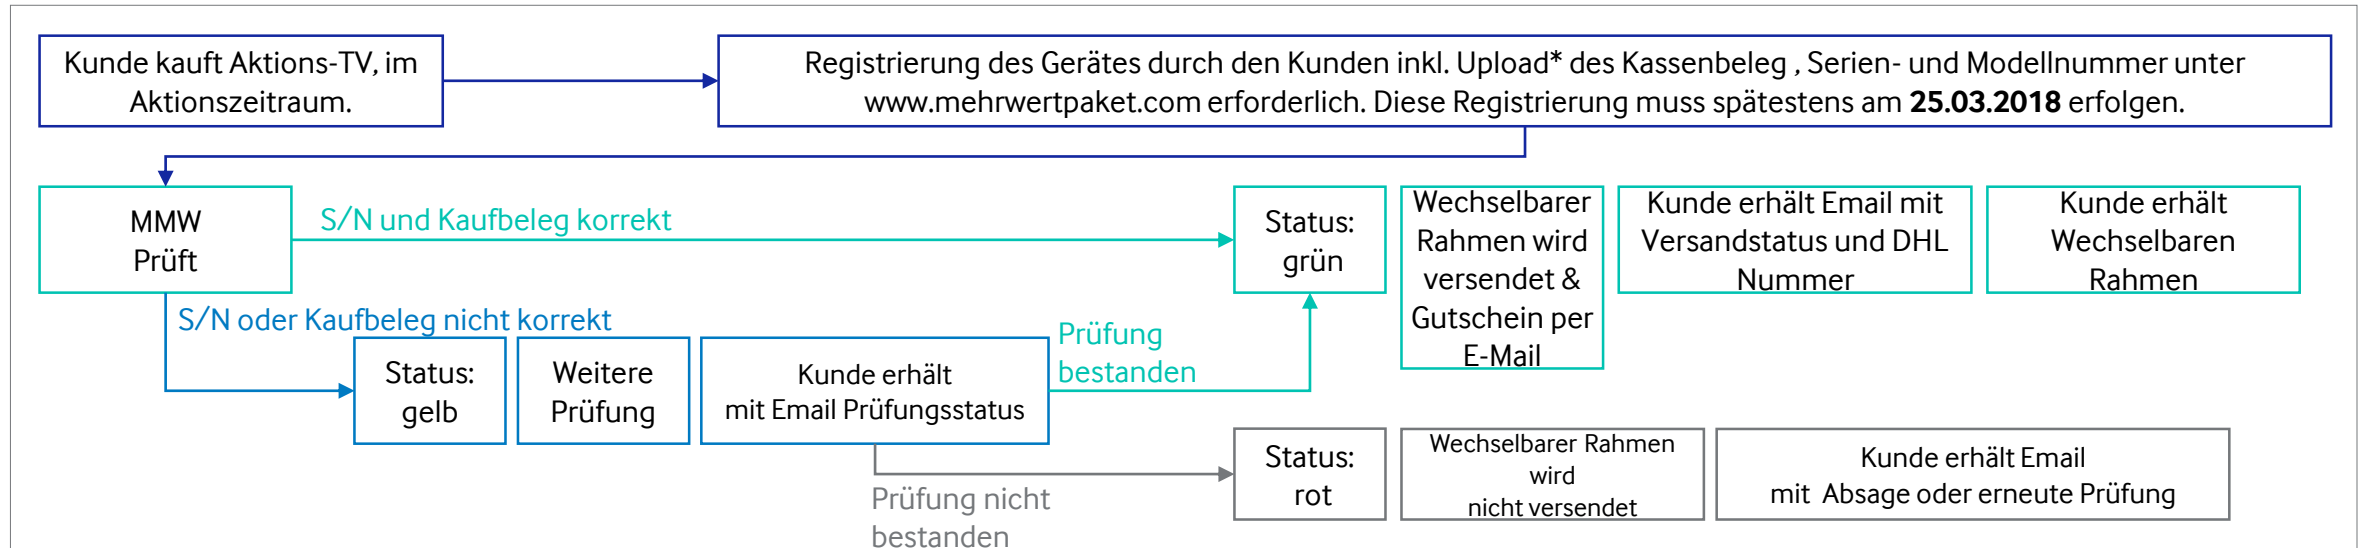 Kunde kauft Aktions-TV, im
Aktionszeitraum.
Registrierung des Gerätes durch den Kunden inkl. Upload* des Kassenbeleg , Serien- und Modellnummer unter
www.mehrwertpaket.com erforderlich. Diese Registrierung muss spätestens am 25.03.2018 erfolgen.
MMW
Prüft
S/N und Kaufbeleg korrekt
Status:
grün
Wechselbarer
Rahmen wird
versendet &
Gutschein per
E-Mail
Kunde erhält Email mit
Versandstatus und DHL
Nummer
Kunde erhält
Wechselbaren
Rahmen
S/N oder Kaufbeleg nicht korrekt
Status:
gelb
Weitere
Prüfung
Kunde erhält
mit Email Prüfungsstatus
Prüfung
bestanden
Prüfung nicht
bestanden
Status:
rot
Wechselbarer Rahmen
wird
nicht versendet
Kunde erhält Email
mit Absage oder erneute Prüfung